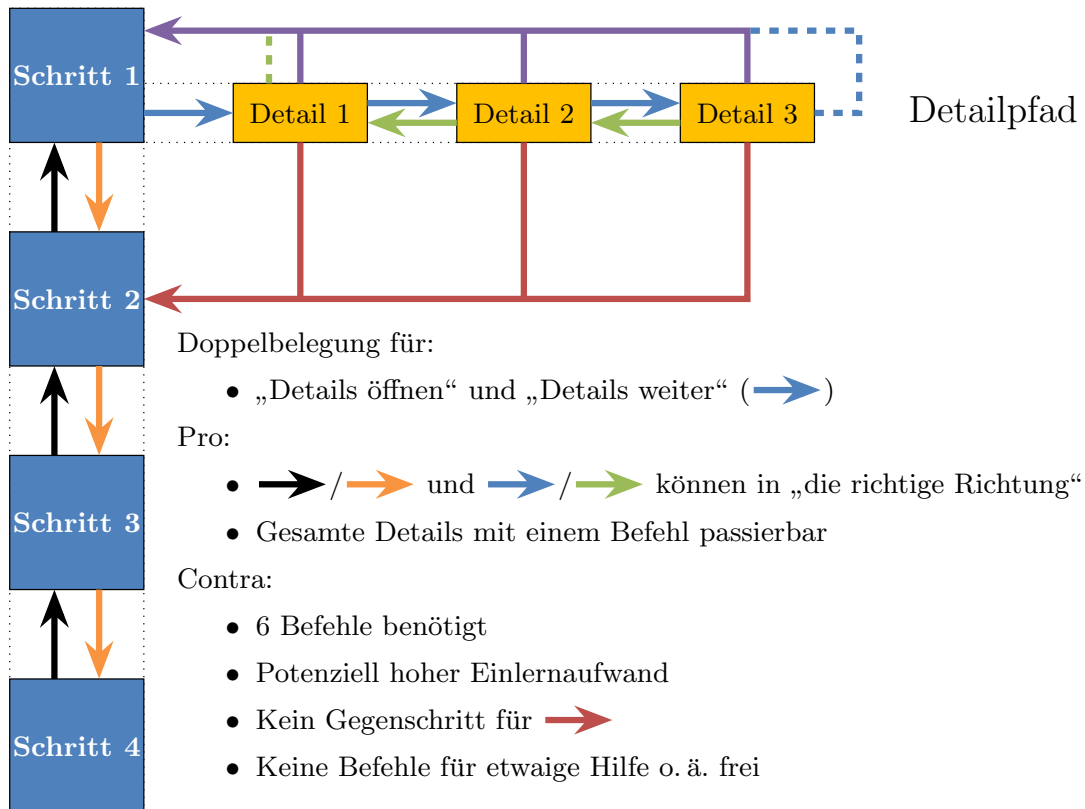 Schritt 1
Detail 1
Detail 2
Detail 3
Detailpfad
Schritt 2
Doppelbelegung für:
• „Details öffnen“ und „Details weiter“ ( )
Pro:
• / und / können in „die richtige Richtung“
• Gesamte Details mit einem Befehl passierbar
Schritt 3
Contra:
• 6 Befehle benötigt
• Potenziell hoher Einlernaufwand
• Kein Gegenschritt für
Schritt 4
• Keine Befehle für etwaige Hilfe o. ä. frei